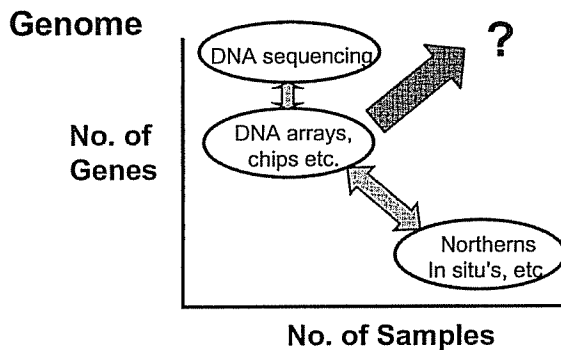 Genome
DNA sequencing
?
No. of
Genes
DNA arrays,
chips etc.
Northerns
In situ's, etc
No. of Samples